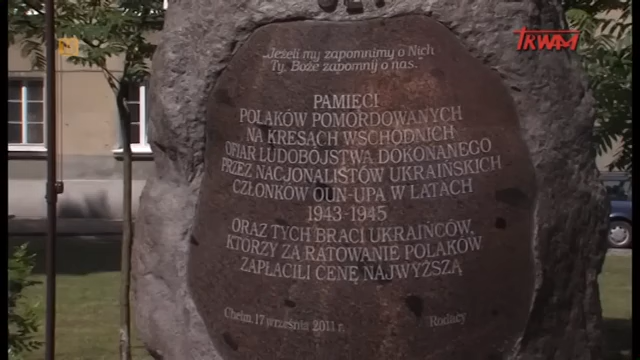 „Jeżeli my zapomnimy o Nich
Ty, Boże zapomnij o nas."
PAMIĘCI
POLAKÓW POMORDOWANYCH
NA KRESACH WSCHODNICH
OFIAR LUDOBÓJSTWA DOKONANEGO
PRZEZ NACJONALISTÓW UKRAIŃSKICH
CZŁONKÓW OUN-UPA W LATACH
1943-1945
ORAZ TYCH BRACI UKRAIŃCÓW,
KTÓRZY ZA RATOWANIE POLAKÓW
ZAPŁACILI CENĘ NAJWYŻSZĄ
Chełm, 17 września 2011 r. Rodacy
TRWAM